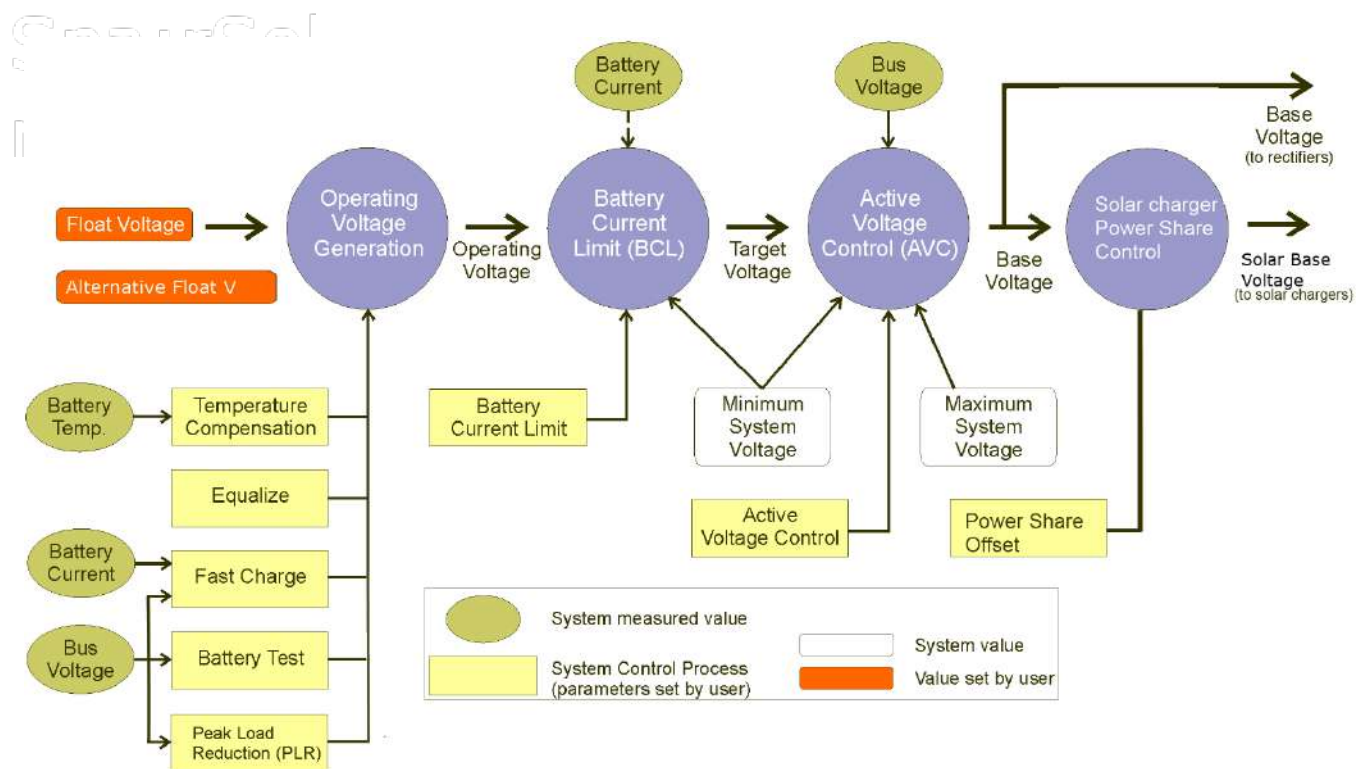 Battery
Current
Bus
Voltage
Base
Voltage
(to rectifiers)
Float Voltage
Alternative Float V
Operating
Voltage
Generation
Operating
Voltage
Battery
Current
Limit (BCL)
Target
Voltage
Active
Voltage
Control (AVC)
Base
Voltage
Solar charger
Power Share
Control
Solar Base
Voltage
(to solar chargers)
Battery
Temp.
Temperature
Compensation
Equalize
Battery
Current
Fast Charge
Bus
Voltage
Battery Test
Peak Load
Reduction (PLR)
Battery
Current Limit
Minimum
System
Voltage
Maximum
System
Voltage
Active
Voltage Control
Power Share
Offset
System measured value
System Control Process
(parameters set by user)
System value
Value set by user